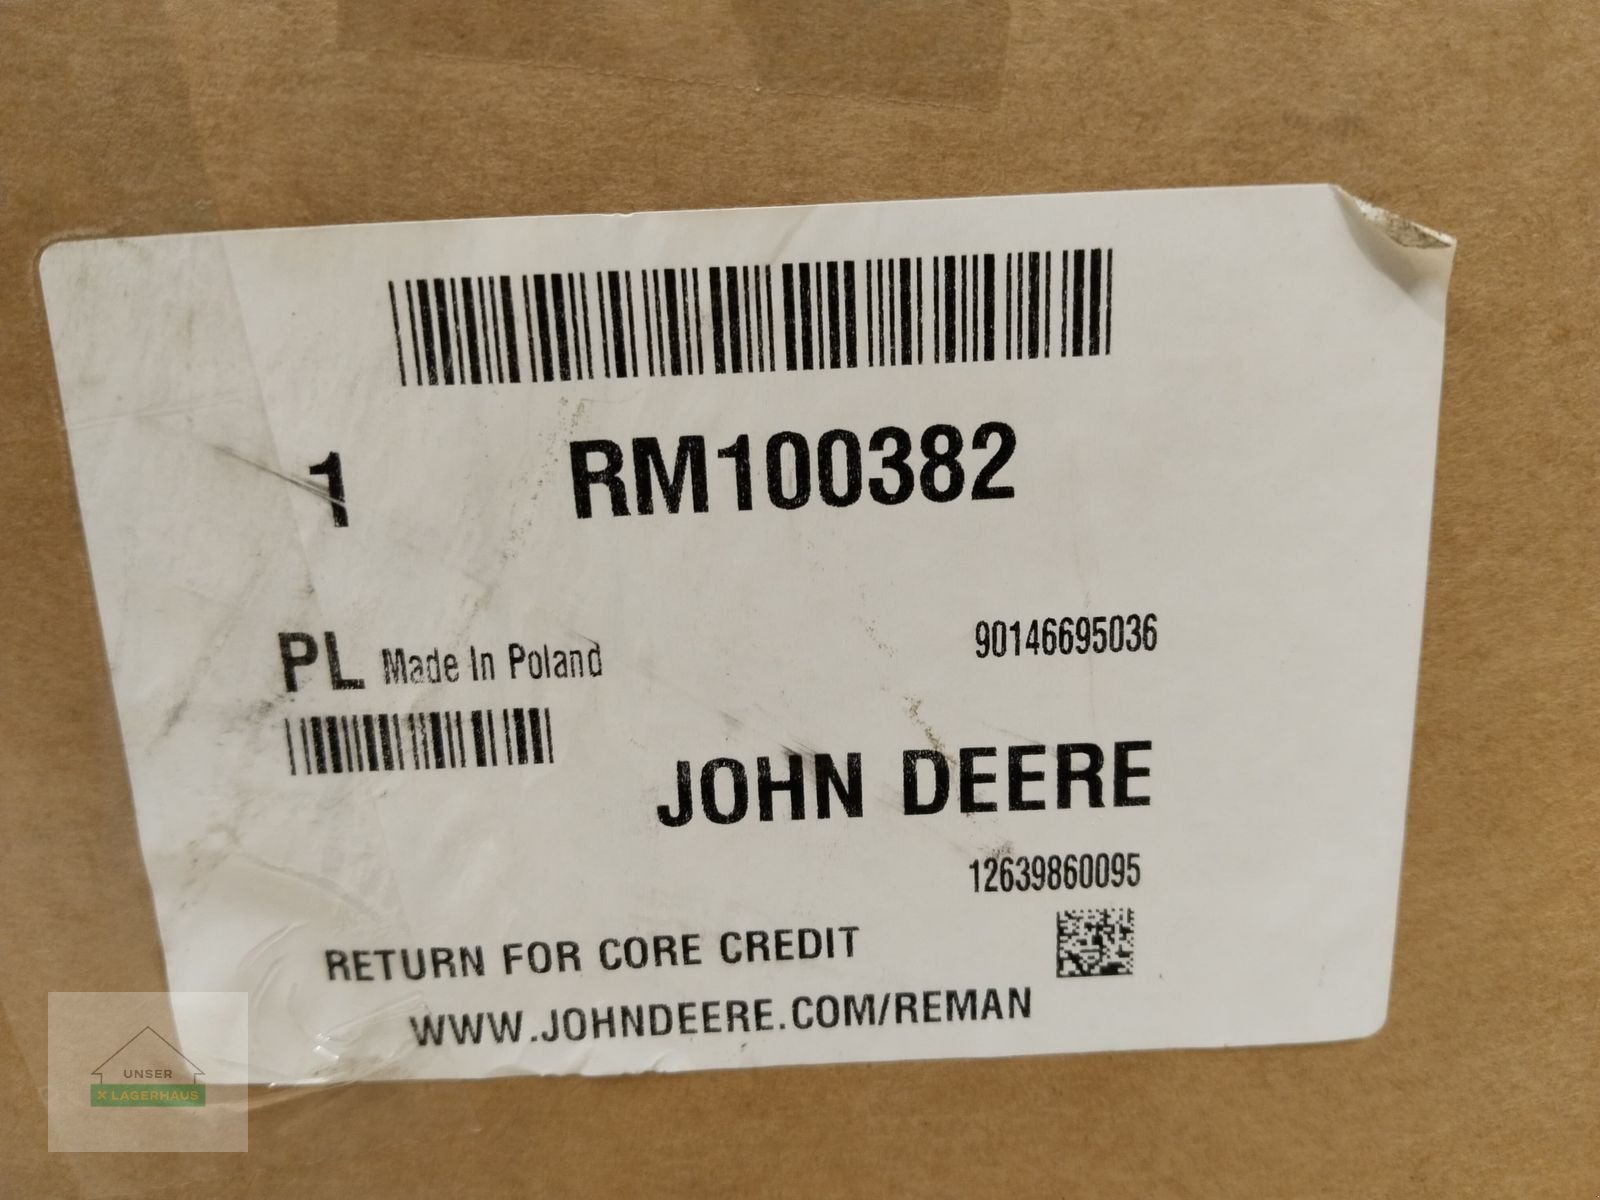 1 RM100382
90146695036
PL Made In Poland
JOHN DEERE
12639860095
RETURN FOR CORE CREDIT
WWW.JOHNDEERE.COM/REMAN
UNSER
X LAGERHAUS